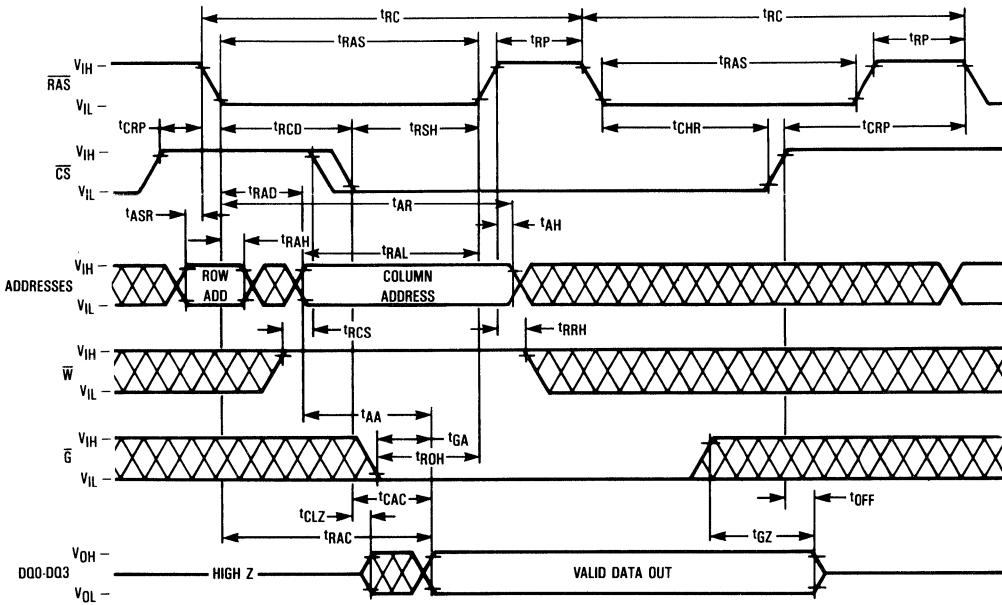 tRC tRC
tRAS tRP tRAS tRP
RAS VIH VIL
tCRP tRCD tRSH tCHR tCRP
CS VIH VIL
tRAD tAR
tASR tRAH tRAL tAH
ADDRESSES VIH VIL
ROW ADD
COLUMN ADDRESS
tRCS tRRH
W VIH VIL
tAA
G VIH VIL
tGA
tROH
tCAC tOFF
tCLZ
tRAC tGZ
DQ0-DQ3 VOH VOL
HIGH Z VALID DATA OUT